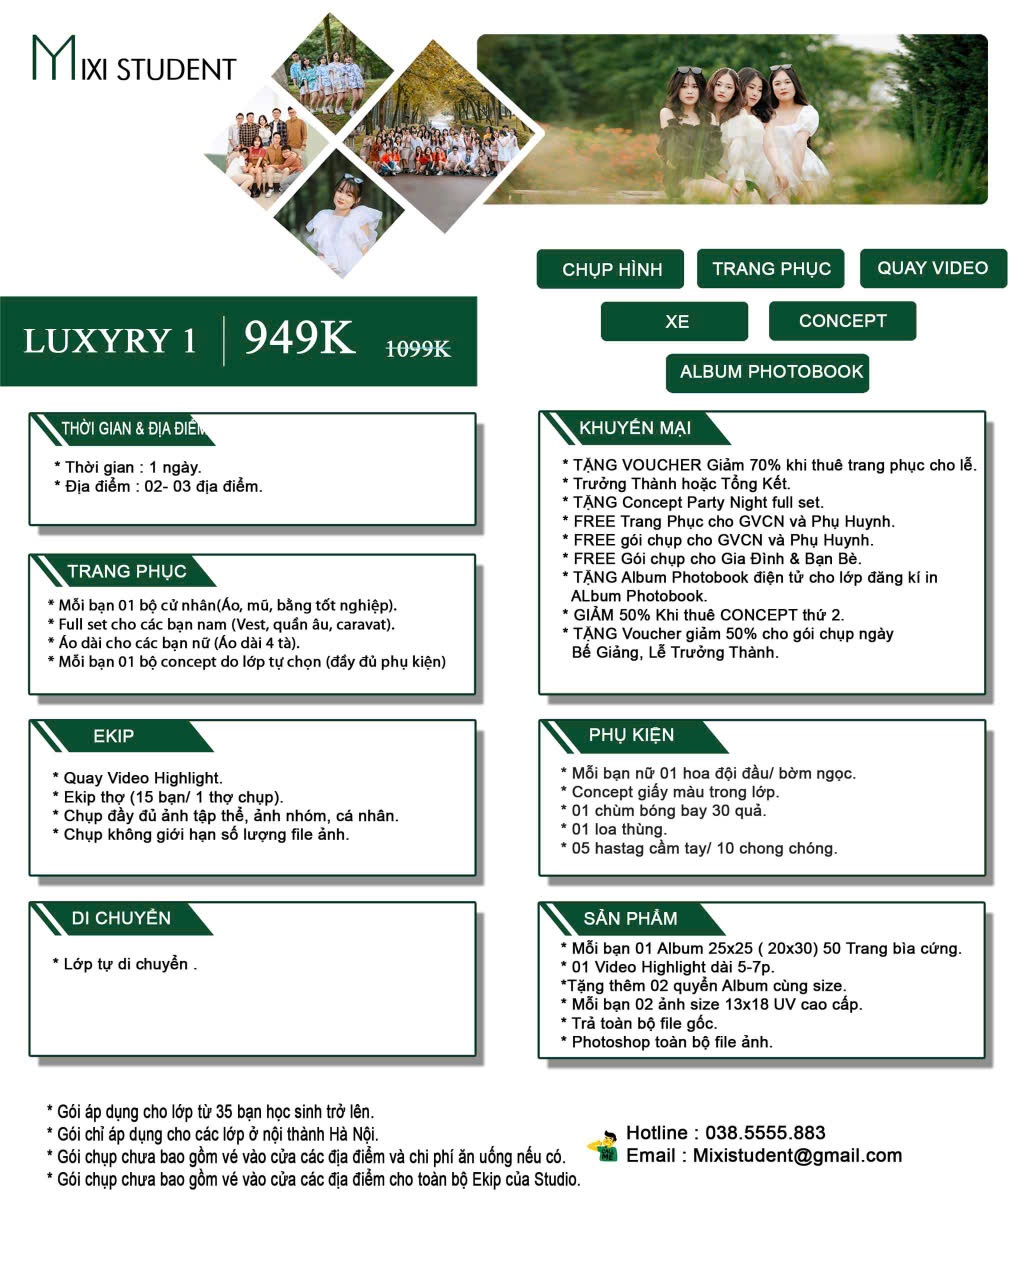 MIXI STUDENT
CHỤP HÌNH
TRANG PHỤC
QUAY VIDEO
XE
CONCEPT
ALBUM PHOTOBOOK
LUXYRY 1 949K 1099K
THỜI GIAN & ĐỊA ĐIỂM
* Thời gian : 1 ngày.
* Địa điểm : 02- 03 địa điểm.
TRANG PHỤC
* Mỗi bạn 01 bộ cử nhân(Áo, mũ, bằng tốt nghiệp).
* Full set cho các bạn nam (Vest, quần âu, caravat).
* Áo dài cho các bạn nữ (Áo dài 4 tà).
* Mỗi bạn 01 bộ concept do lớp tự chọn (đầy đủ phụ kiện)
EKIP
* Quay Video Highlight.
* Ekip thợ (15 bạn/ 1 thợ chụp).
* Chụp đầy đủ ảnh tập thể, ảnh nhóm, cá nhân.
* Chụp không giới hạn số lượng file ảnh.
DI CHUYỂN
* Lớp tự di chuyển .
KHUYẾN MẠI
* TẶNG VOUCHER Giảm 70% khi thuê trang phục cho lễ.
* Trưởng Thành hoặc Tổng Kết.
* TẶNG Concept Party Night full set.
* FREE Trang Phục cho GVCN và Phụ Huynh.
* FREE gói chụp cho GVCN và Phụ Huynh.
* FREE Gói chụp cho Gia Đình & Bạn Bè.
* TẶNG Album Photobook điện tử cho lớp đăng kí in
ALbum Photobook.
* GIẢM 50% Khi thuê CONCEPT thứ 2.
* TẶNG Voucher giảm 50% cho gói chụp ngày
Bế Giảng, Lễ Trưởng Thành.
PHỤ KIỆN
* Mỗi bạn nữ 01 hoa đội đầu/ bờm ngọc.
* Concept giấy màu trong lớp.
* 01 chùm bóng bay 30 quả.
* 01 loa thùng.
* 05 hastag cầm tay/ 10 chong chóng.
SẢN PHẨM
* Mỗi bạn 01 Album 25x25 ( 20x30) 50 Trang bìa cứng.
* 01 Video Highlight dài 5-7p.
*Tặng thêm 02 quyển Album cùng size.
* Mỗi bạn 02 ảnh size 13x18 UV cao cấp.
* Trả toàn bộ file gốc.
* Photoshop toàn bộ file ảnh.
* Gói áp dụng cho lớp từ 35 bạn học sinh trở lên.
* Gói chỉ áp dụng cho các lớp ở nội thành Hà Nội.
* Gói chụp chưa bao gồm vé vào cửa các địa điểm và chi phí ăn uống nếu có.
* Gói chụp chưa bao gồm vé vào cửa các địa điểm cho toàn bộ Ekip của Studio.
Hotline : 038.5555.883
Email : Mixistudent@gmail.com